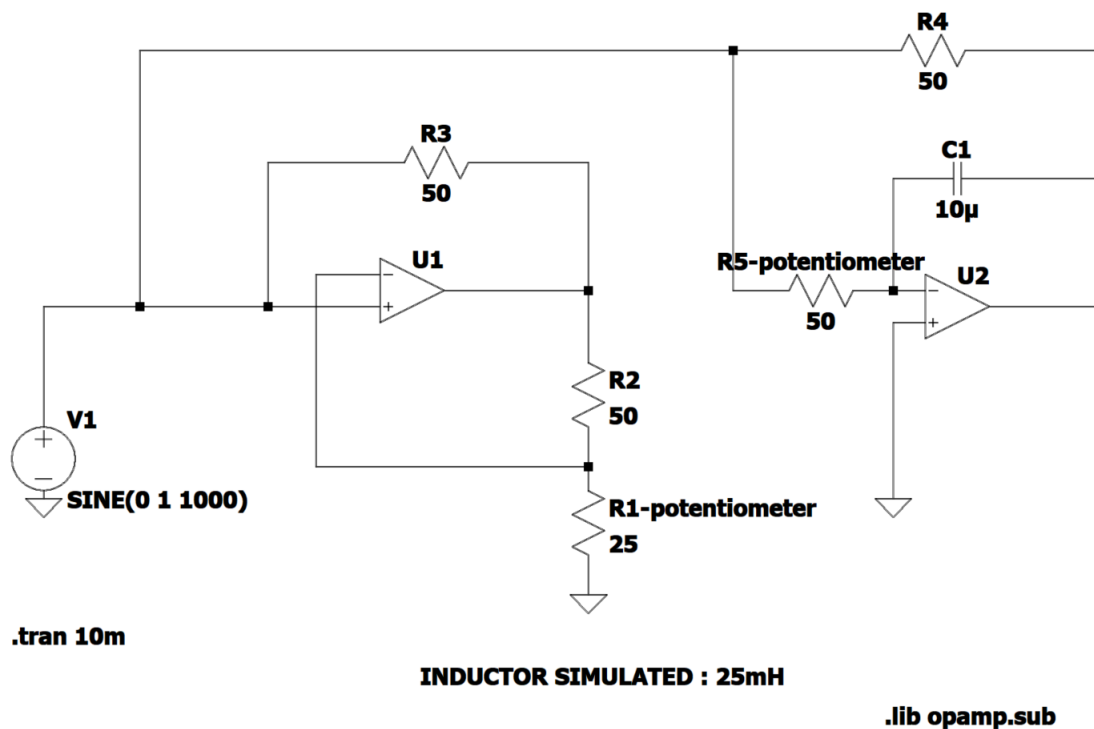 R4
50
R3
50
C1
10µ
U1
R5-potentiometer
50
U2
R2
50
V1
SINE(0 1 1000)
R1-potentiometer
25
.tran 10m
INDUCTOR SIMULATED : 25mH
.lib opamp.sub